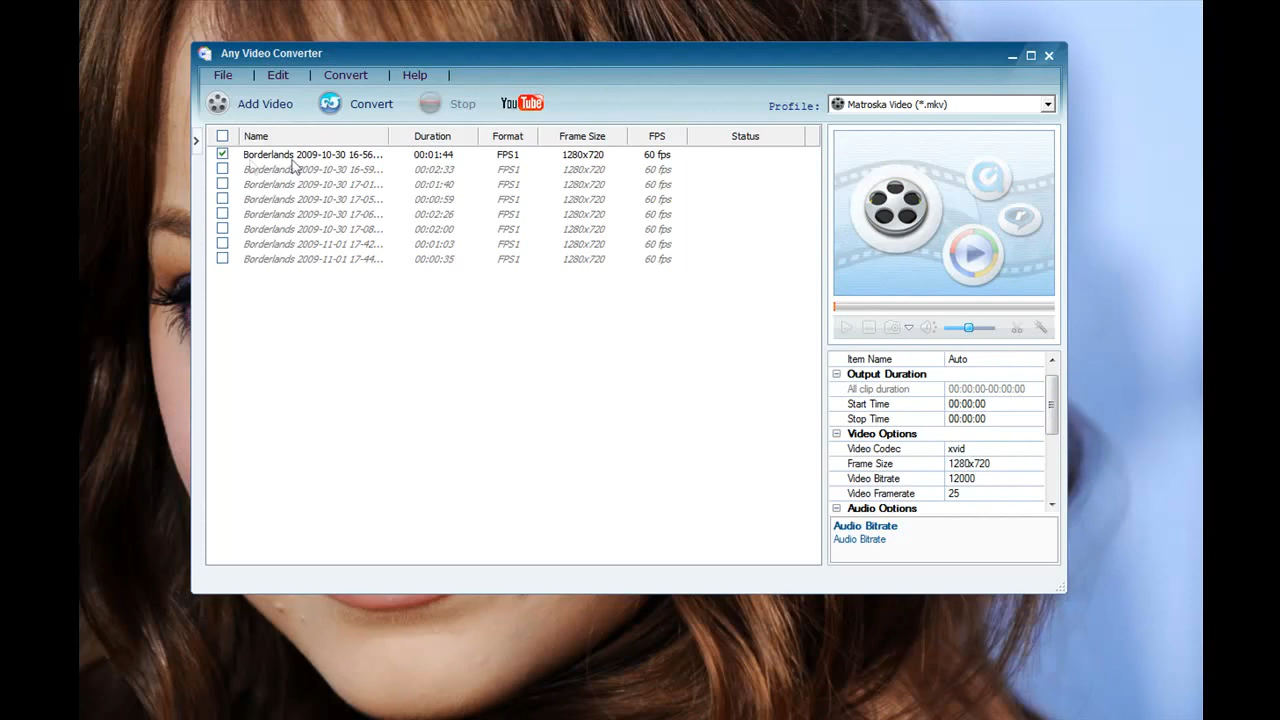 Any Video Converter
File Edit Convert Help
Add Video Convert Stop YouTube Profile: Matroska Video (*.mkv)
Name Duration Format Frame Size FPS Status
Borderlands 2009-10-30 16-56... 00:01:44 FPS1 1280x720 60 fps
Borderlands 2009-10-30 16-59... 00:02:33 FPS1 1280x720 60 fps
Borderlands 2009-10-30 17-01... 00:01:40 FPS1 1280x720 60 fps
Borderlands 2009-10-30 17-05... 00:00:59 FPS1 1280x720 60 fps
Borderlands 2009-10-30 17-06... 00:02:26 FPS1 1280x720 60 fps
Borderlands 2009-10-30 17-08... 00:02:00 FPS1 1280x720 60 fps
Borderlands 2009-11-01 17-42... 00:01:03 FPS1 1280x720 60 fps
Borderlands 2009-11-01 17-44... 00:00:35 FPS1 1280x720 60 fps
Item Name Auto
Output Duration
All clip duration 00:00:00-00:00:00
Start Time 00:00:00
Stop Time 00:00:00
Video Options
Video Codec xvid
Frame Size 1280x720
Video Bitrate 12000
Video Framerate 25
Audio Options
Audio Bitrate
Audio Bitrate